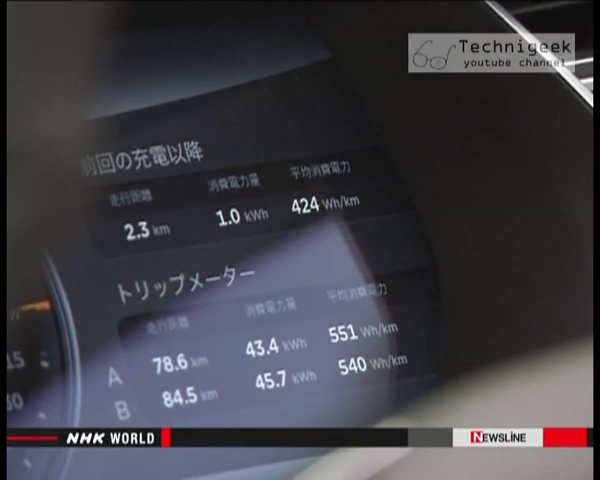 Technigeek
youtube channel
前回の充電以降
走行距離 消費電力量 平均消費電力
2.3 km 1.0 kWh 424 Wh/km
トリップメーター
走行距離 消費電力量 平均消費電力
A 78.6 km 43.4 kWh 551 Wh/km
B 84.5 km 45.7 kWh 540 Wh/km
15
NHK WORLD
NEWSLINE